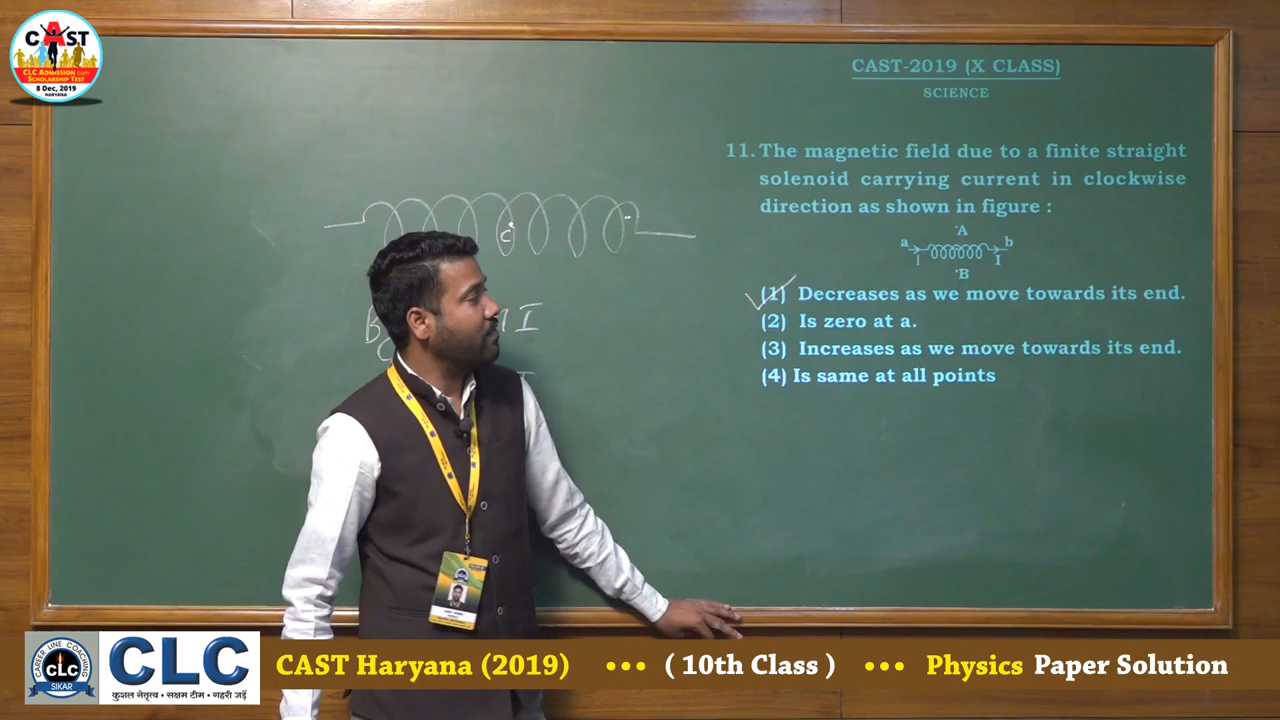 CAST
CLC Admission.com
Scholarship Test
8 Dec, 2019
HARYANA
CAST-2019 (X CLASS)
SCIENCE
11. The magnetic field due to a finite straight
solenoid carrying current in clockwise
direction as shown in figure :
A
a b
I I
B
(1) Decreases as we move towards its end.
(2) Is zero at a.
(3) Increases as we move towards its end.
(4) Is same at all points
C
B I
CAREER LINE COACHING
CLC
SIKAR
CLC
कुशल नेतृत्व • सक्षम टीम • गहरी जड़ें
CAST Haryana (2019) ••• ( 10th Class ) ••• Physics Paper Solution